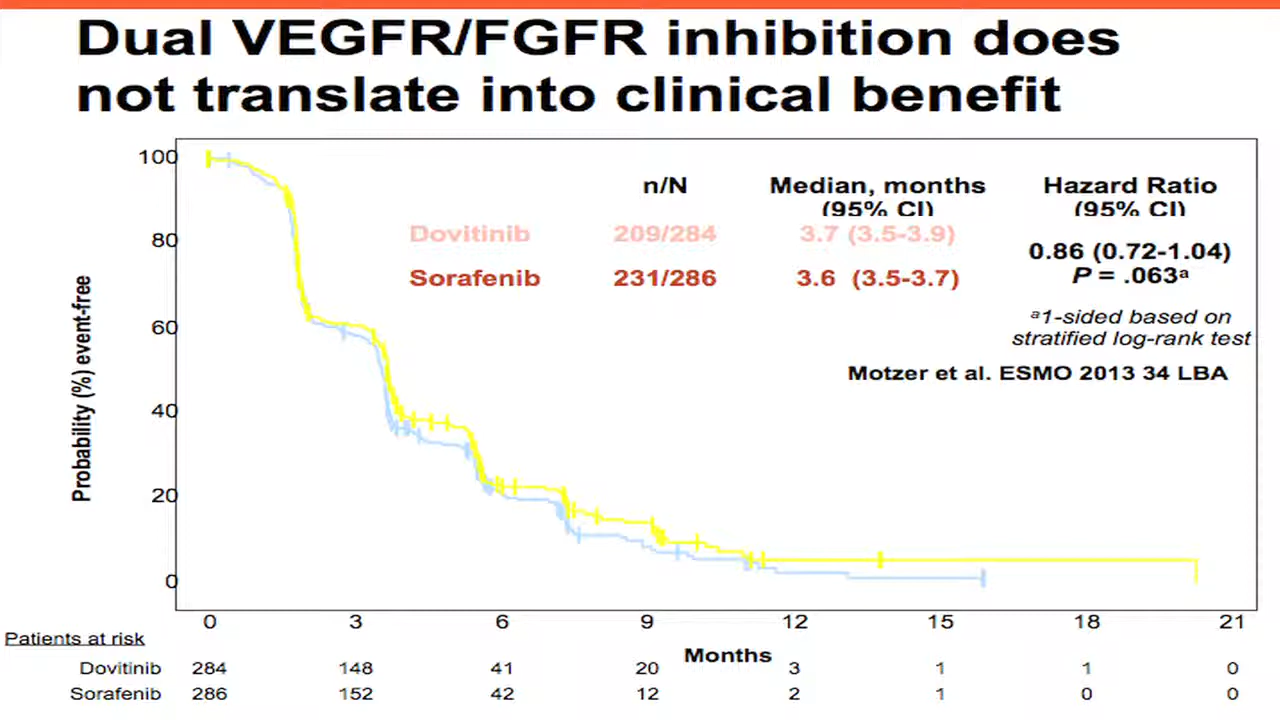 Dual VEGFR/FGFR inhibition does
not translate into clinical benefit
Probability (%) event-free
100
80
60
40
20
0
n/N Median, months (95% CI) Hazard Ratio (95% CI)
Dovitinib 209/284 3.7 (3.5-3.9)
Sorafenib 231/286 3.6 (3.5-3.7)
0.86 (0.72-1.04)
P = .063a
a1-sided based on
stratified log-rank test
Motzer et al. ESMO 2013 34 LBA
0 3 6 9 12 15 18 21
Months
Patients at risk
Dovitinib 284 148 41 20 3 1 1 0
Sorafenib 286 152 42 12 2 1 0 0